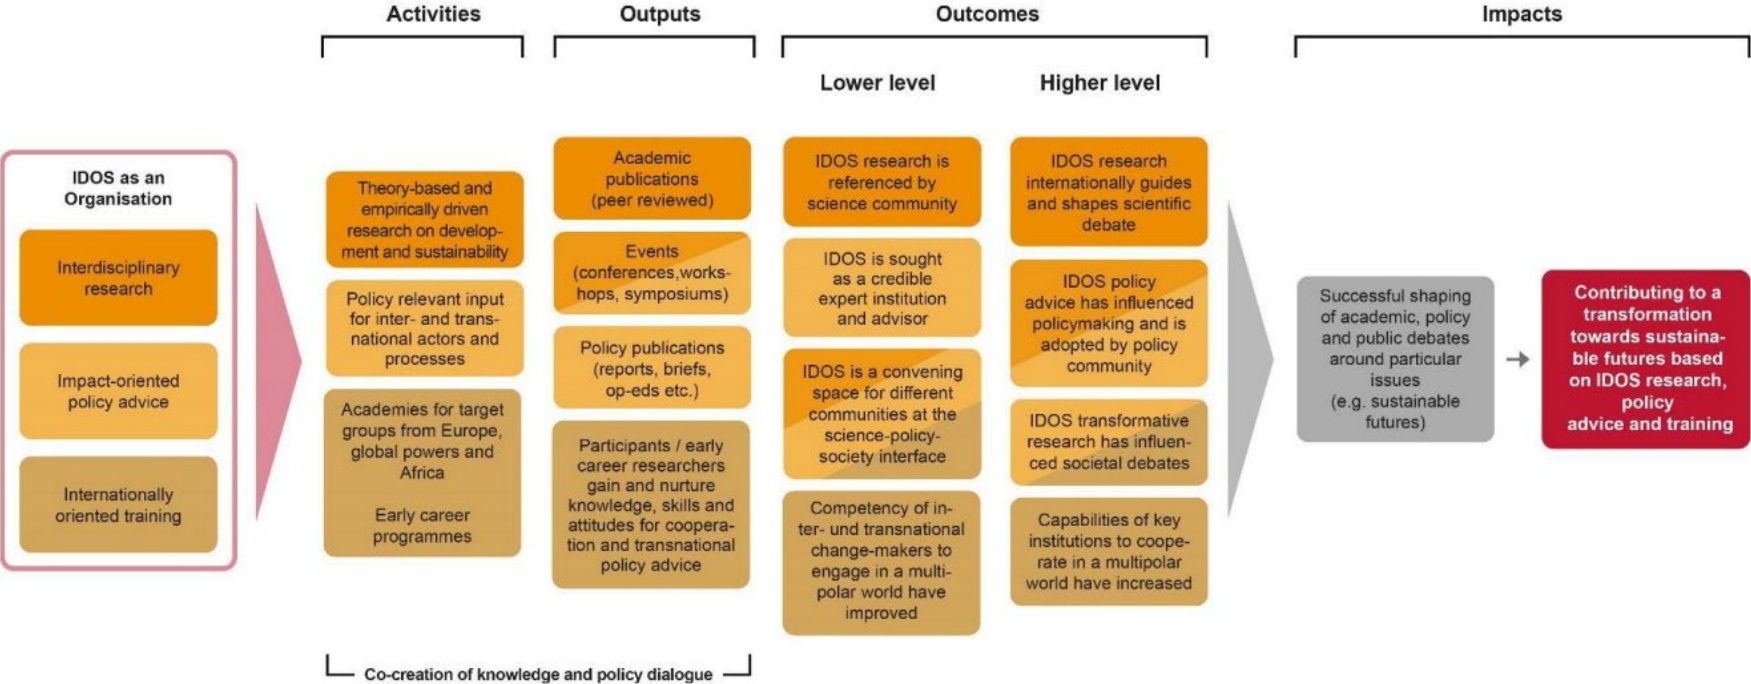 Activities
Outputs
Outcomes
Impacts
Lower level
Higher level
IDOS as an
Organisation
Interdisciplinary
research
Impact-oriented
policy advice
Internationally
oriented training
Theory-based and
empirically driven
research on develop-
ment and sustainability
Policy relevant input
for inter- and trans-
national actors and
processes
Academies for target
groups from Europe,
global powers and
Africa
Early career
programmes
Academic
publications
(peer reviewed)
Events
(conferences,works-
hops, symposiums)
Policy publications
(reports, briefs,
op-eds etc.)
Participants / early
career researchers
gain and nurture
knowledge, skills and
attitudes for coopera-
tion and transnational
policy advice
IDOS research is
referenced by
science community
IDOS is sought
as a credible
expert institution
and advisor
IDOS is a convening
space for different
communities at the
science-policy-
society interface
Competency of in-
ter- und transnational
change-makers to
engage in a multi-
polar world have
improved
IDOS research
internationally guides
and shapes scientific
debate
IDOS policy
advice has influenced
policymaking and is
adopted by policy
community
IDOS transformative
research has influen-
ced societal debates
Capabilities of key
institutions to coope-
rate in a multipolar
world have increased
Successful shaping
of academic, policy
and public debates
around particular
issues
(e.g. sustainable
futures)
Contributing to a
transformation
towards sustaina-
ble futures based
on IDOS research,
policy
advice and training
Co-creation of knowledge and policy dialogue